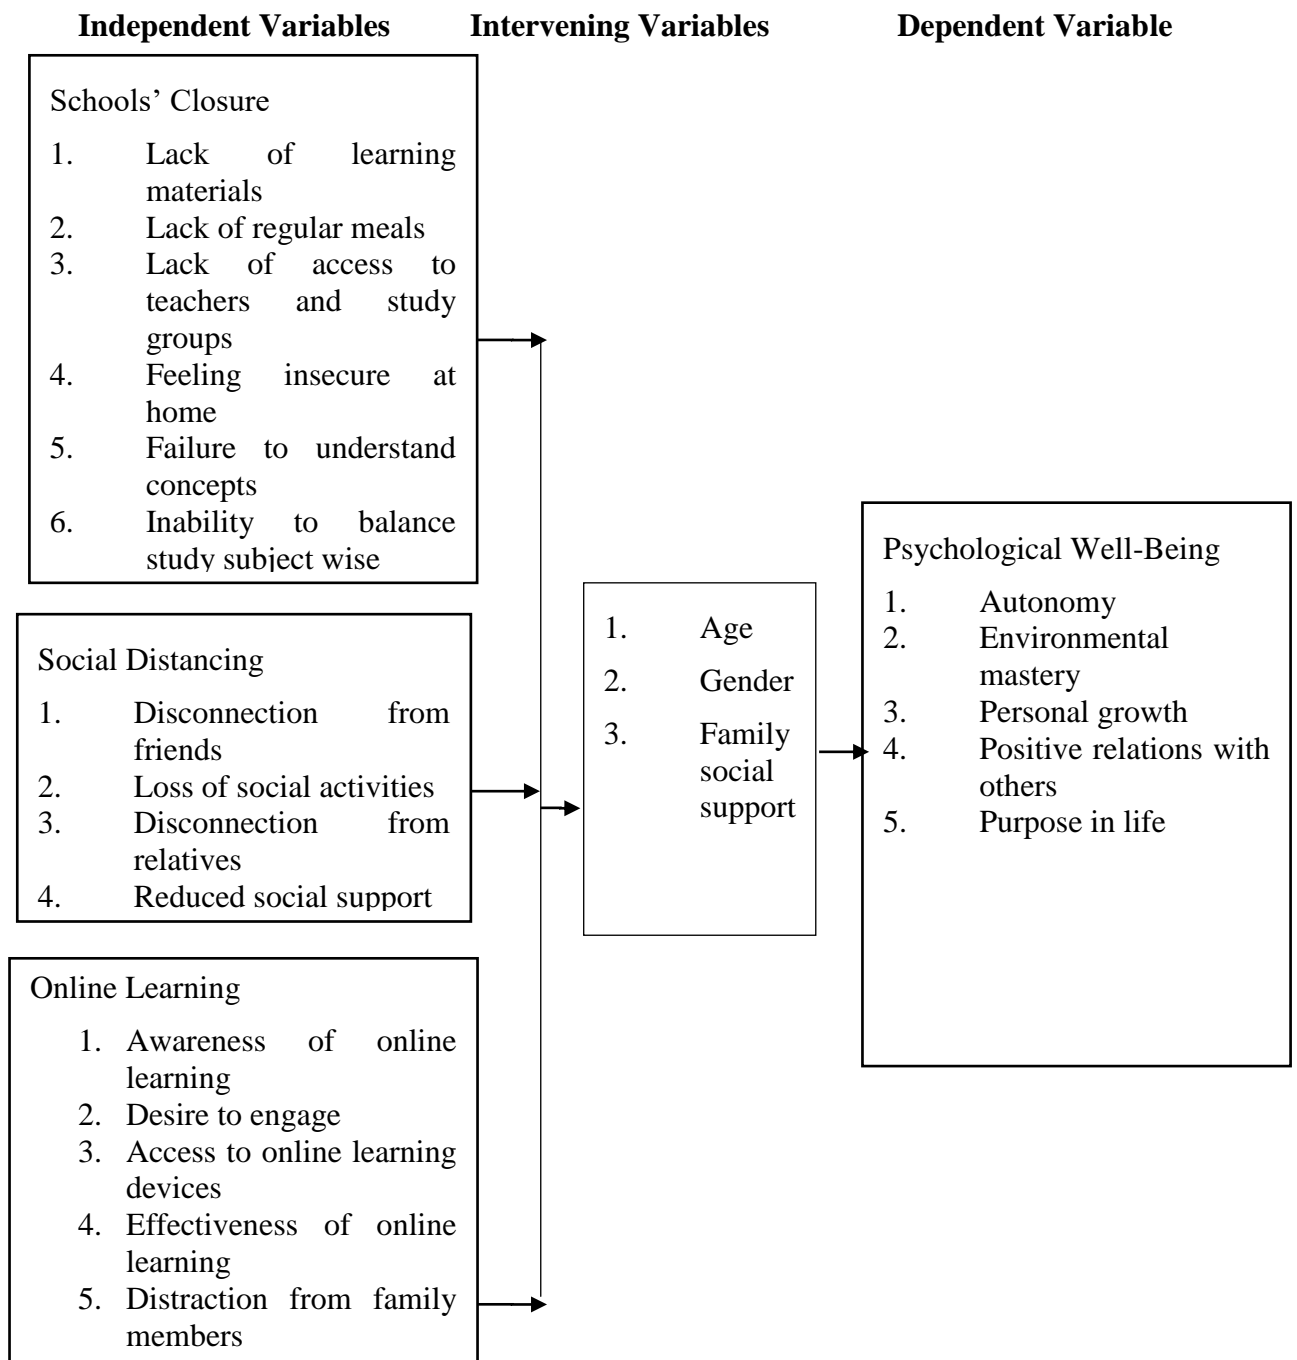 Independent Variables
Intervening Variables
Dependent Variable
Schools’ Closure
1. Lack of learning
materials
2. Lack of regular meals
3. Lack of access to
teachers and study
groups
4. Feeling insecure at
home
5. Failure to understand
concepts
6. Inability to balance
study subject wise
Social Distancing
1. Disconnection from
friends
2. Loss of social activities
3. Disconnection from
relatives
4. Reduced social support
Online Learning
1. Awareness of online
learning
2. Desire to engage
3. Access to online learning
devices
4. Effectiveness of online
learning
5. Distraction from family
members
1. Age
2. Gender
3. Family
social
support
Psychological Well-Being
1. Autonomy
2. Environmental
mastery
3. Personal growth
4. Positive relations with
others
5. Purpose in life